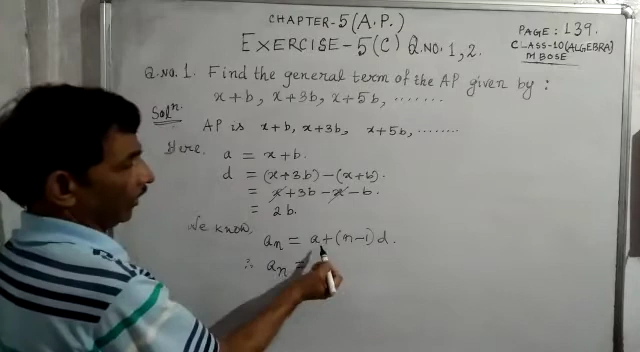 CHAPTER-5 (A.P.)
EXERCISE-5(C) Q.NO. 1, 2.
PAGE: 139.
CLASS-10 (ALGEBRA)
MBOSE
Q.NO. 1. Find the general term of the AP given by :
x+b, x+3b, x+5b, .......
Solⁿ.
AP is x+b, x+3b, x+5b, ........
Here, a = x+b.
d = (x+3b)-(x+b).
= x+3b-x-b.
= 2b.
We know,
aₙ = a+(n-1)d.
∴ aₙ =